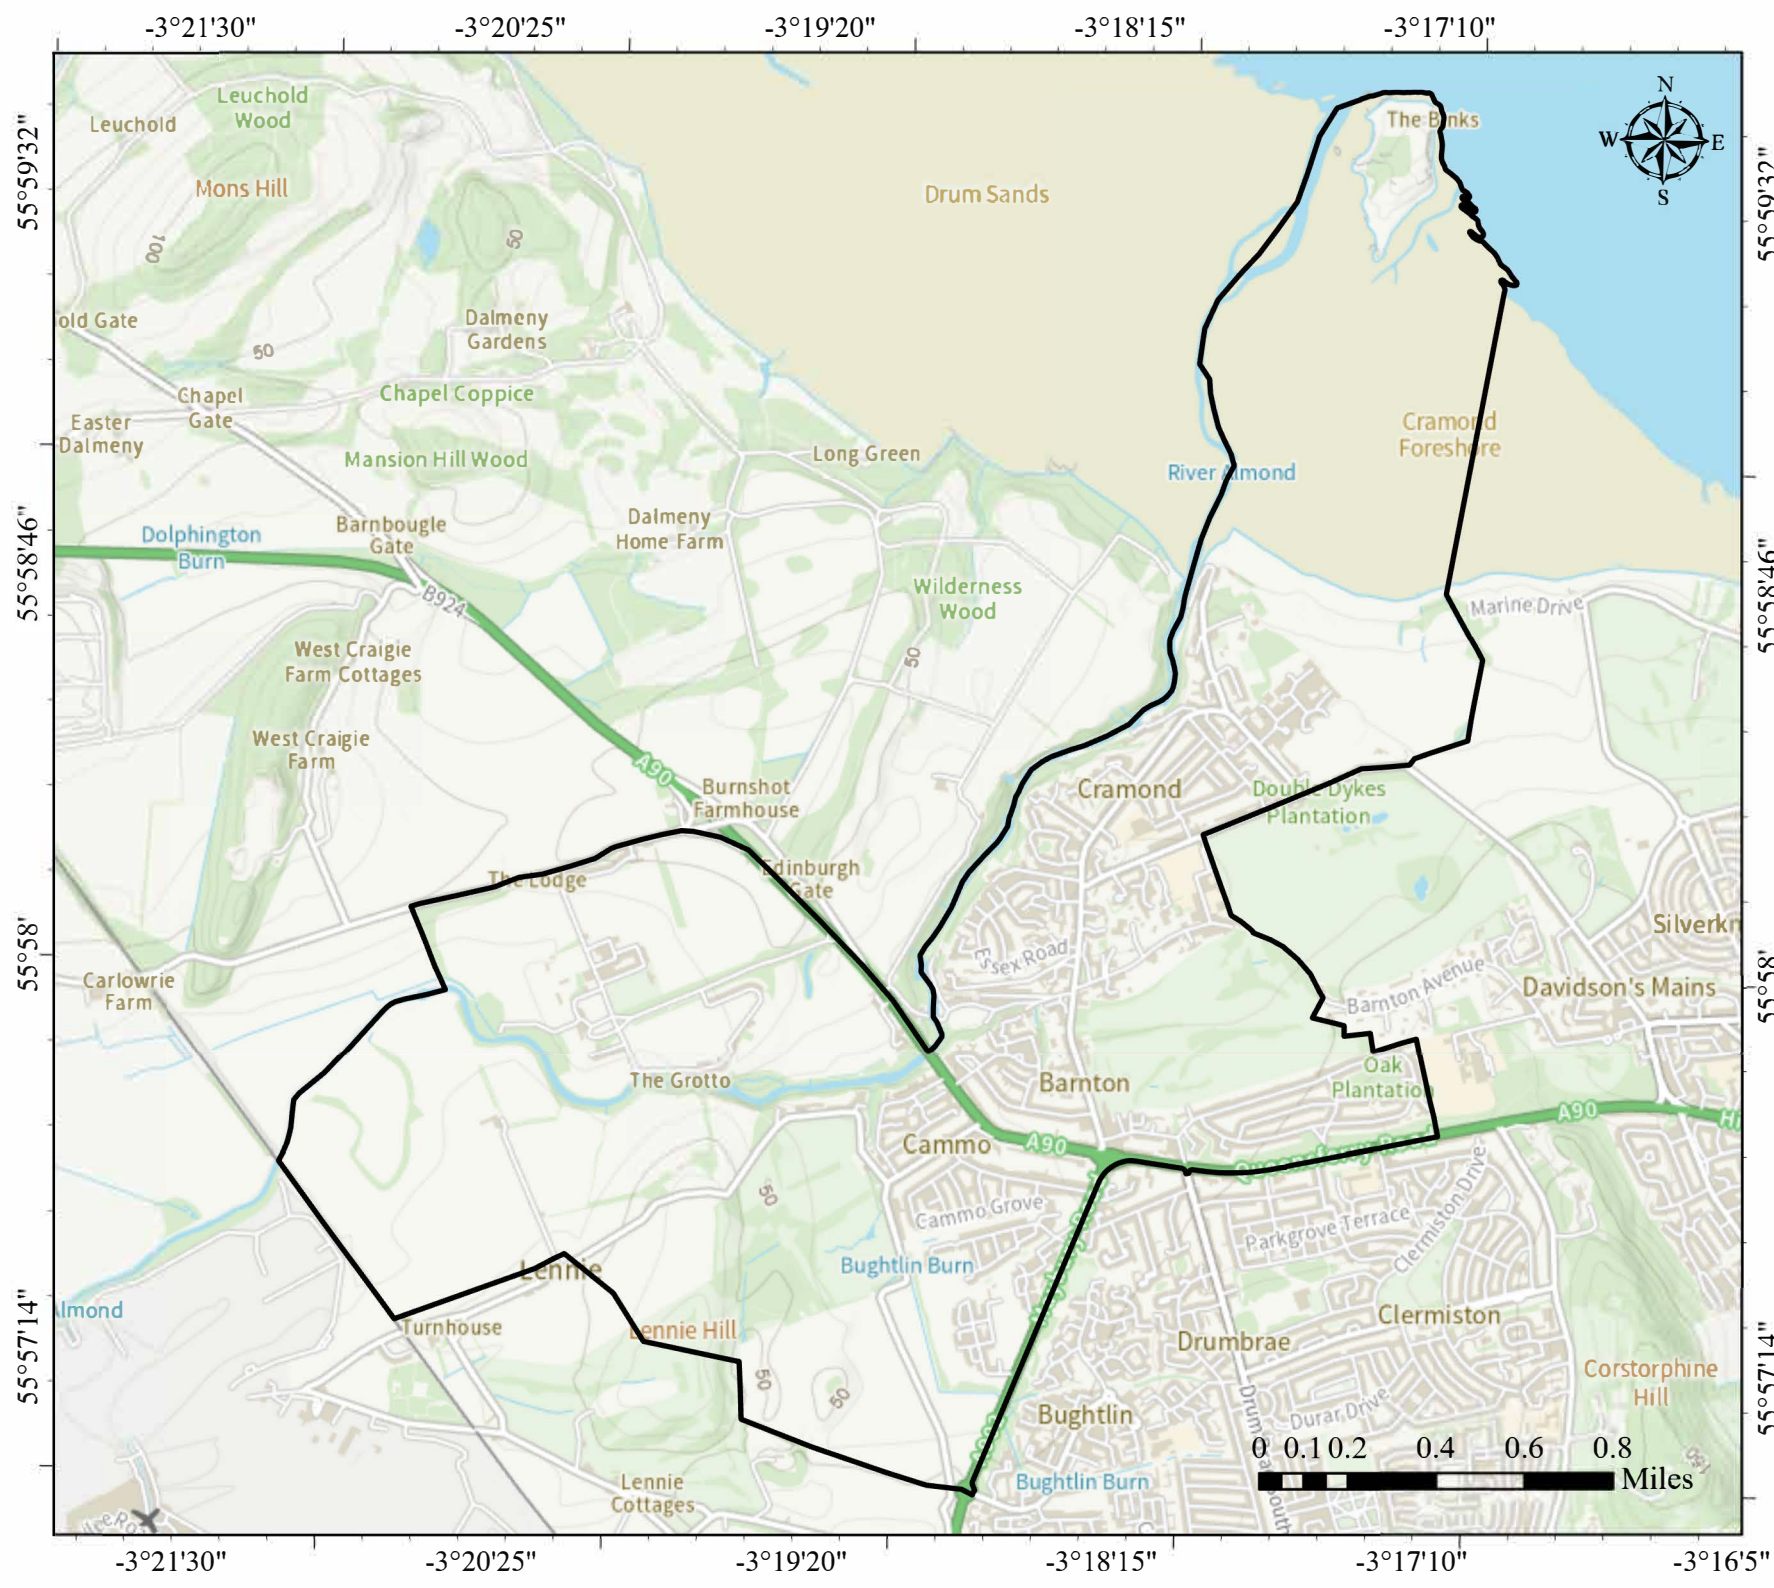 -3°21'30" -3°20'25" -3°19'20" -3°18'15" -3°17'10"
Leuchold
Wood
Leuchold
Mons Hill
100
50
Drum Sands
The Binks
N
W E
S
55°59'32"
55°59'32"
old Gate
50
Dalmeny
Gardens
Chapel
Gate
Chapel Coppice
Easter
Dalmeny
Mansion Hill Wood
Long Green
Cramond
Foreshore
River Almond
Dolphington
Burn
Barnbougle
Gate
Dalmeny
Home Farm
55°58'46"
55°58'46"
B924
Wilderness
Wood
Marine Drive
West Craigie
Farm Cottages
50
West Craigie
Farm
A90
Burnshot
Farmhouse
Cramond
Double Dykes
Plantation
The Lodge
Edinburgh
Gate
Silverkn
Essex Road
55°58'
55°58'
Carlowrie
Farm
Barnton Avenue
Davidson's Mains
The Grotto
Barnton
Oak
Plantation
Cammo
A90
A90
Queensferry Road
50
Cammo Grove
Parkgrove Terrace
Clermiston Drive
Lennie
Bughtlin Burn
Almond
Turnhouse
Lennie Hill
Drumbrae
Clermiston
55°57'14"
55°57'14"
50
50
Corstorphine
Hill
Bughtlin
Durar Drive
150
Lennie
Cottages
Bughtlin Burn
0 0.1 0.2 0.4 0.6 0.8
Miles
-3°21'30" -3°20'25" -3°19'20" -3°18'15" -3°17'10" -3°16'5"